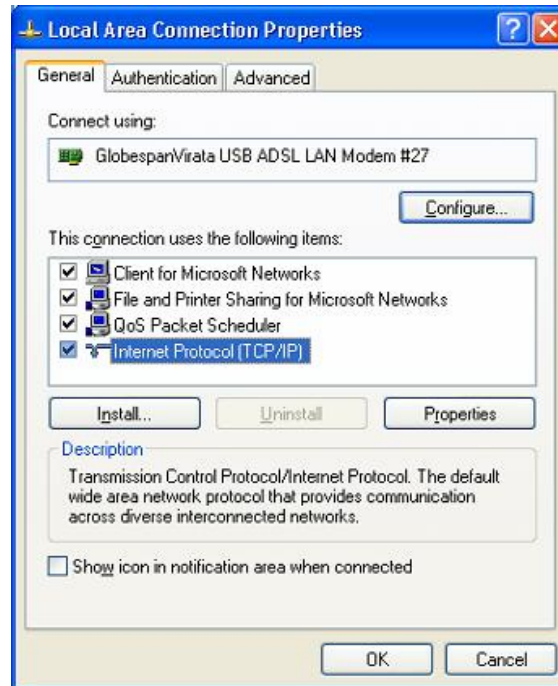 Local Area Connection Properties
General Authentication Advanced
Connect using:
GlobespanVirata USB ADSL LAN Modem #27
Configure...
This connection uses the following items:
Client for Microsoft Networks
File and Printer Sharing for Microsoft Networks
QoS Packet Scheduler
Internet Protocol (TCP/IP)
Install... Uninstall Properties
Description
Transmission Control Protocol/Internet Protocol. The default
wide area network protocol that provides communication
across diverse interconnected networks.
Show icon in notification area when connected
OK Cancel